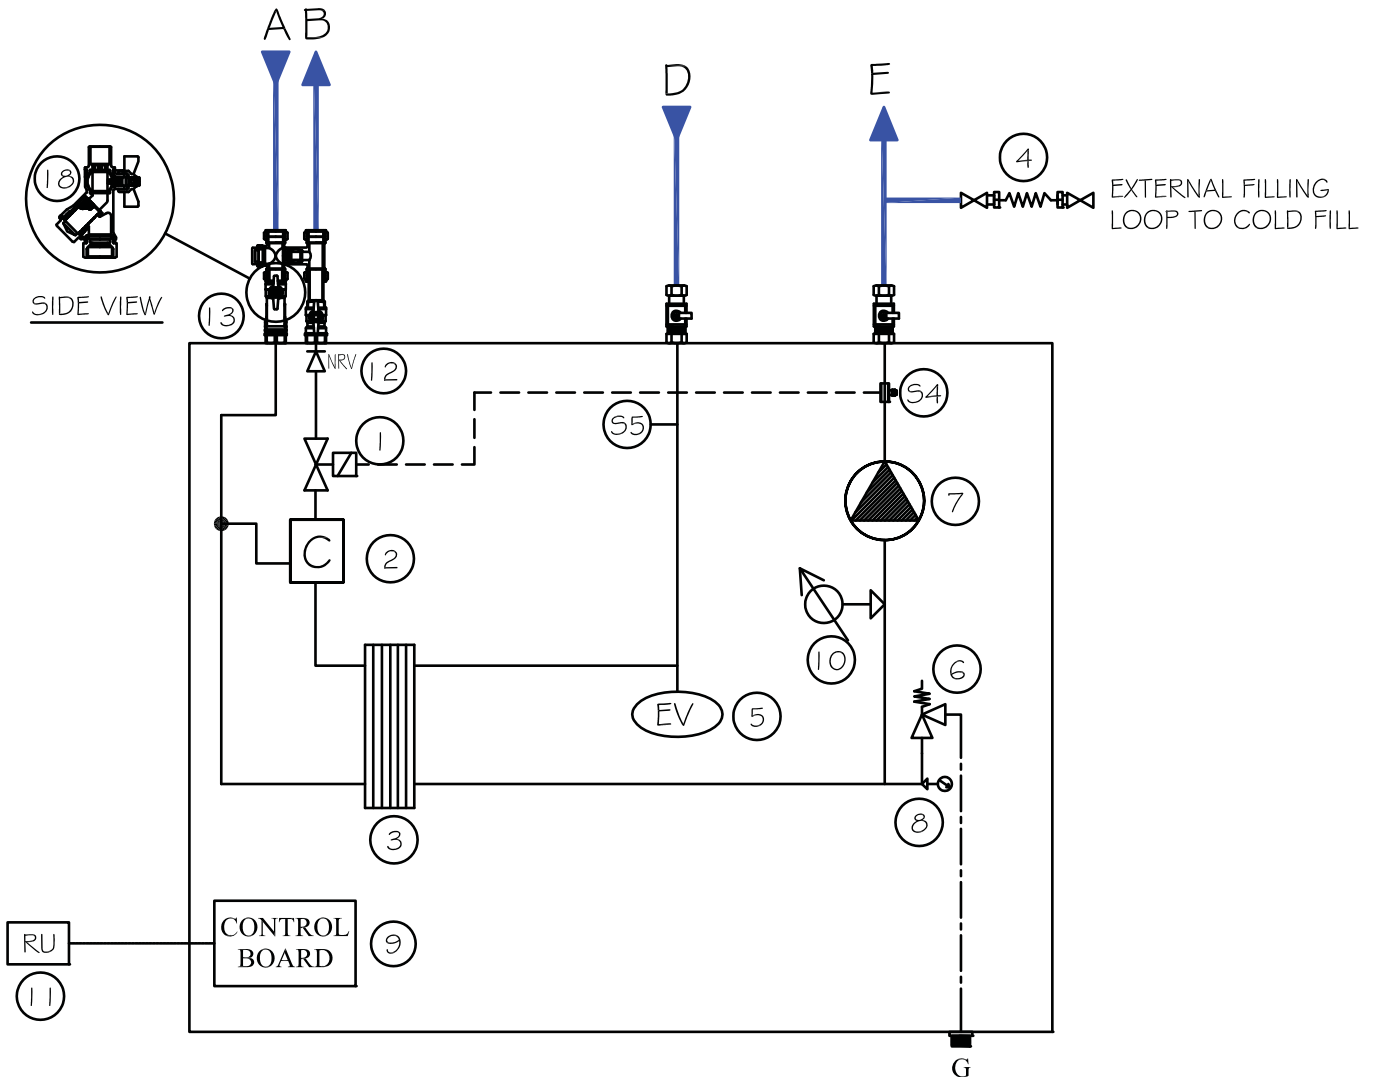 A B
D
E
4
EXTERNAL FILLING
LOOP TO COLD FILL
18
SIDE VIEW
13
NRV
12
S4
1
S5
7
C
2
10
6
EV
5
8
3
CONTROL
BOARD
9
RU
11
G